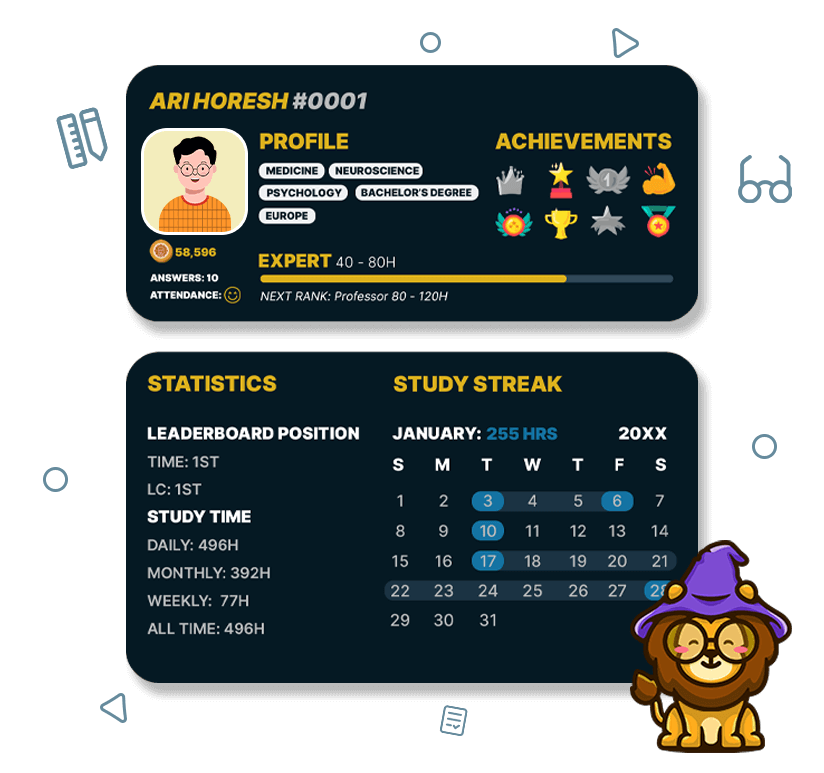 ARI HORESH #0001
PROFILE
MEDICINE NEUROSCIENCE
PSYCHOLOGY BACHELOR'S DEGREE
EUROPE
ACHIEVEMENTS
1
58,596
ANSWERS: 10
ATTENDANCE:
EXPERT 40 - 80H
NEXT RANK: Professor 80 - 120H
STATISTICS
LEADERBOARD POSITION
TIME: 1ST
LC: 1ST
STUDY TIME
DAILY: 496H
MONTHLY: 392H
WEEKLY: 77H
ALL TIME: 496H
STUDY STREAK
JANUARY: 255 HRS 20XX
S M T W T F S
1 2 3 4 5 6 7
8 9 10 11 12 13 14
15 16 17 18 19 20 21
22 23 24 25 26 27 28
29 30 31